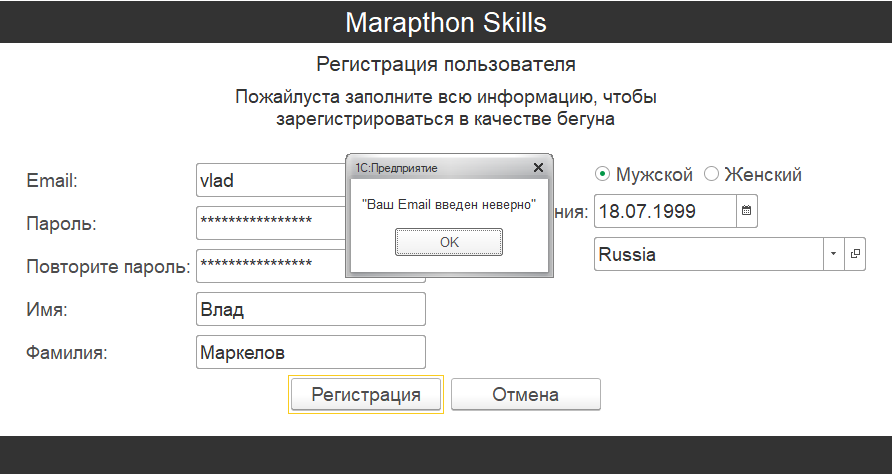 Marapthon Skills
Регистрация пользователя
Пожайлуста заполните всю информацию, чтобы
зарегистрироваться в качестве бегуна
Email:
vlad
Пароль:
****************
Повторите пароль:
****************
Имя:
Влад
Фамилия:
Маркелов
1С:Предприятие
"Ваш Email введен неверно"
OK
Мужской Женский
ния: 18.07.1999
Russia
Регистрация Отмена